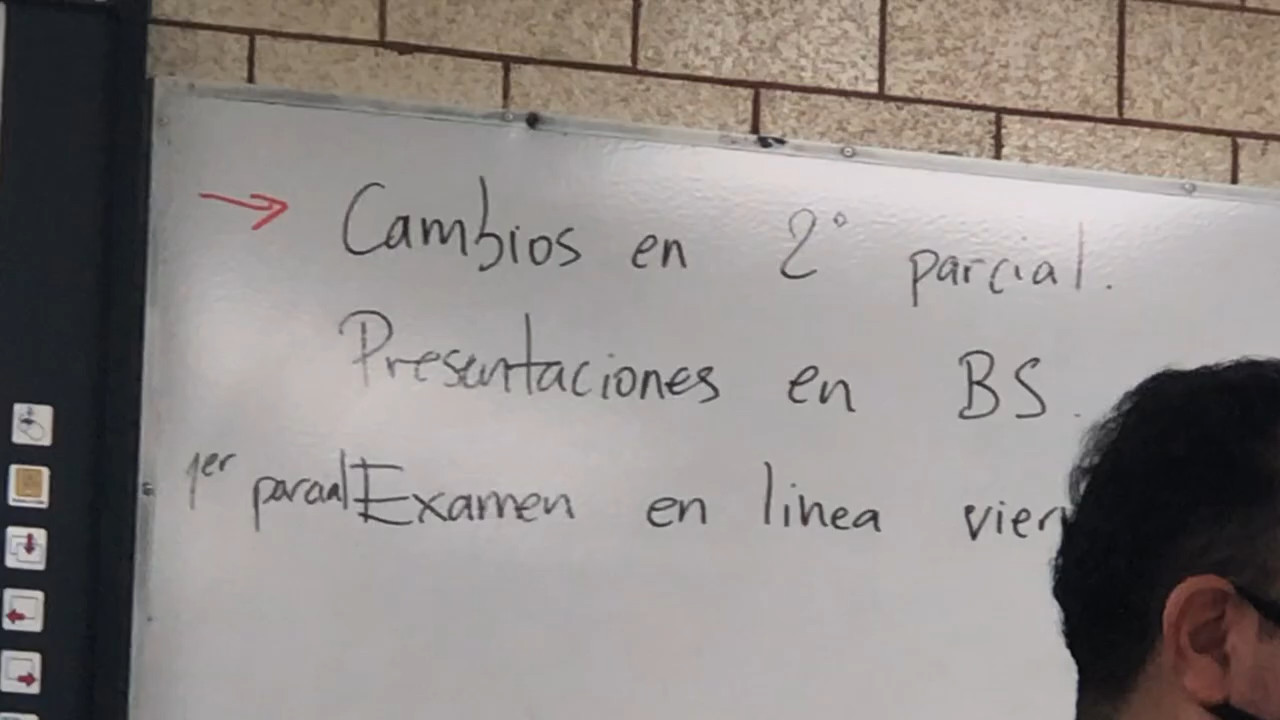 → Cambios en 2° parcial.
Presentaciones en BS.
1er parcial Examen en linea